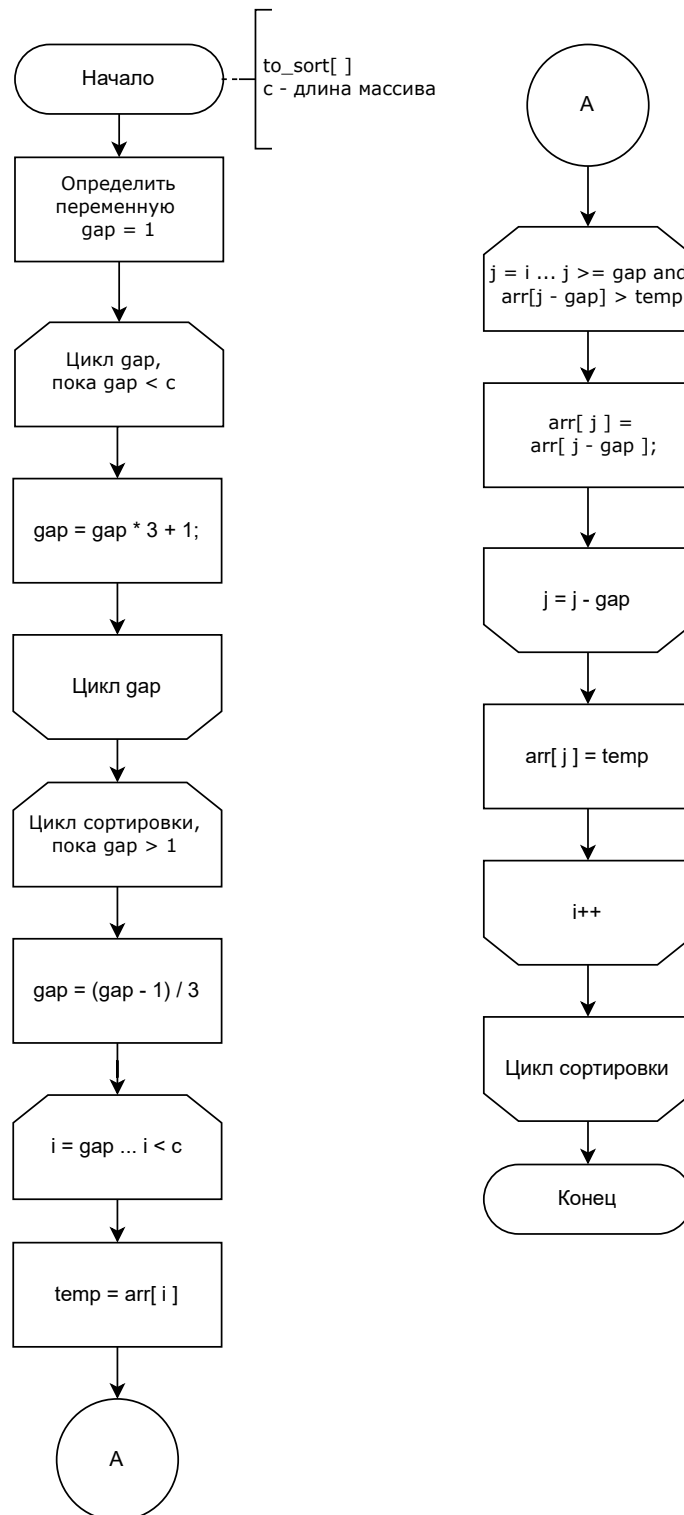 Начало
to_sort[ ]
c - длина массива
Определить
переменную
gap = 1
Цикл gap,
пока gap < c
gap = gap * 3 + 1;
Цикл gap
Цикл сортировки,
пока gap > 1
gap = (gap - 1) / 3
i = gap ... i < c
temp = arr[ i ]
A
A
j = i ... j >= gap and
arr[j - gap] > temp
arr[ j ] =
arr[ j - gap ];
j = j - gap
arr[ j ] = temp
i++
Цикл сортировки
Конец